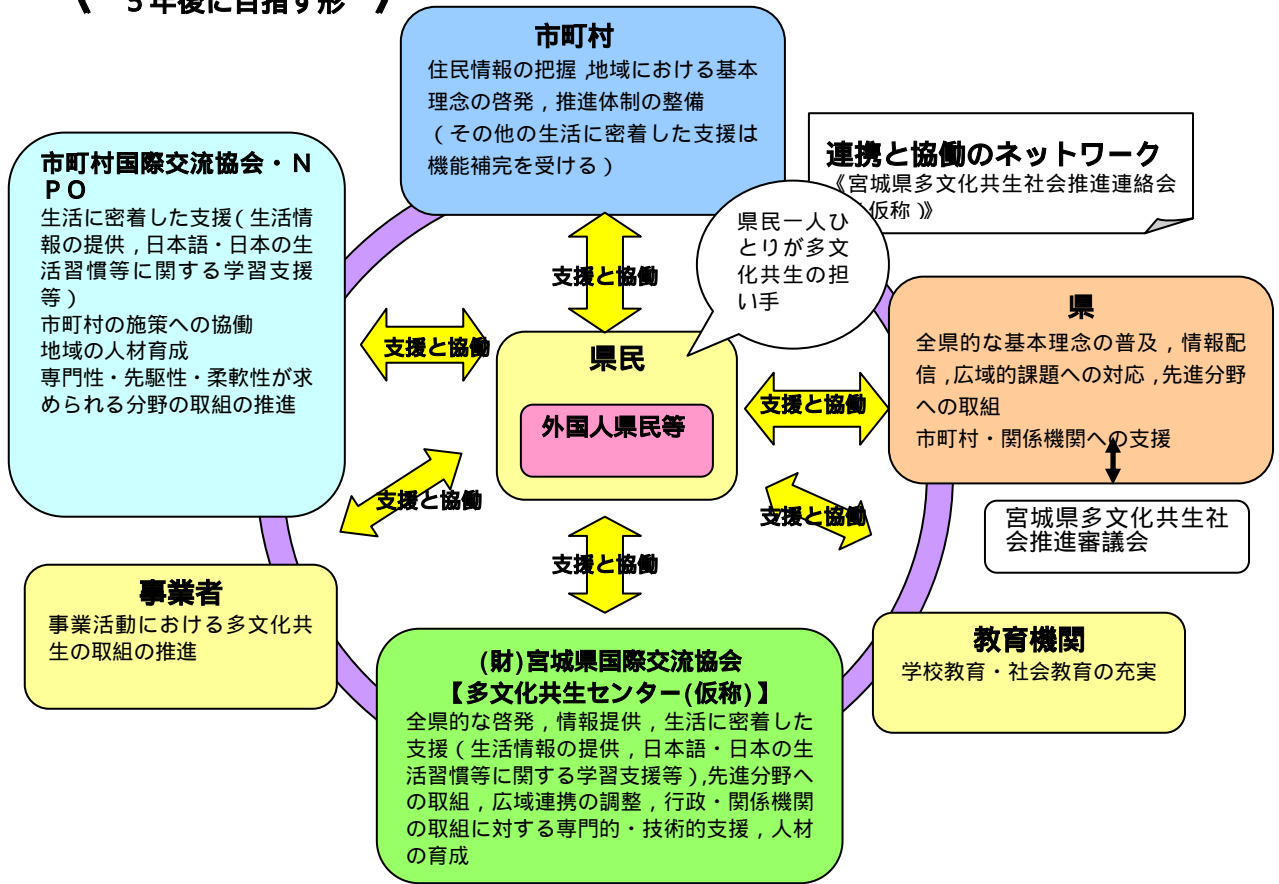 《 5年後に目指す形 》
市町村
住民情報の把握,地域における基本
理念の啓発,推進体制の整備
(その他の生活に密着した支援は
機能補完を受ける)
連携と協働のネットワーク
《宮城県多文化共生社会推進連絡会
仮称)》
市町村国際交流協会・N
PO
生活に密着した支援(生活情
報の提供,日本語・日本の生
活習慣等に関する学習支援
等)
市町村の施策への協働
地域の人材育成
専門性・先駆性・柔軟性が求
められる分野の取組の推進
県民一人ひ
とりが多文
化共生の担
い手
支援と協働
支援と協働
県民
外国人県民等
支援と協働
県
全県的な基本理念の普及,情報配
信,広域的課題への対応,先進分野
への取組
市町村・関係機関への支援
支援と協働
支援と協働
支援と協働
宮城県多文化共生社
会推進審議会
事業者
事業活動における多文化共
生の取組の推進
(財)宮城県国際交流協会
【多文化共生センター(仮称)】
全県的な啓発,情報提供,生活に密着した
支援(生活情報の提供,日本語・日本の生
活習慣等に関する学習支援等),先進分野へ
の取組,広域連携の調整,行政・関係機関
の取組に対する専門的・技術的支援,人材
の育成
教育機関
学校教育・社会教育の充実